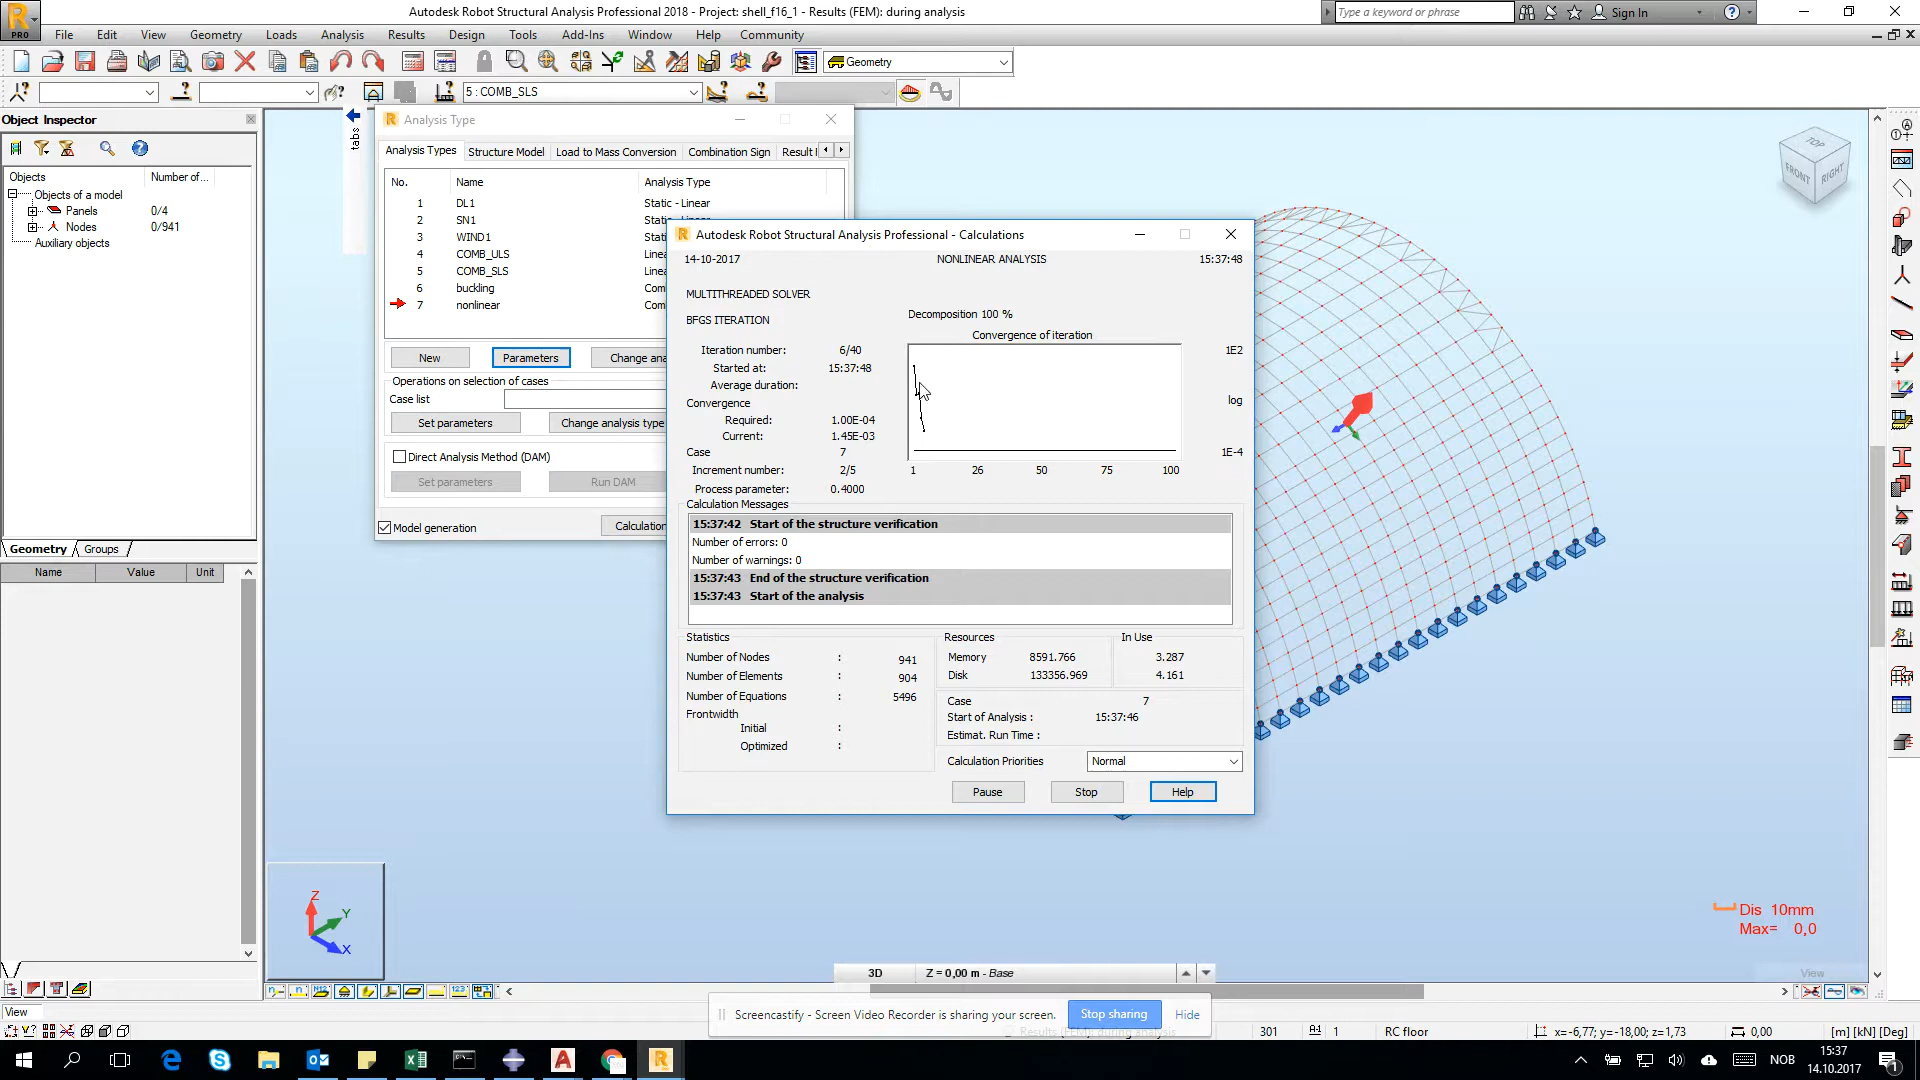 Autodesk Robot Structural Analysis Professional 2018 - Project: shell_f16_1 - Results (FEM): during analysis
Type a keyword or phrase
Sign In
PRO
File Edit View Geometry Loads Analysis Results Design Tools Add-Ins Window Help Community
Geometry
5 : COMB_SLS
Object Inspector
Objects Number of...
Objects of a model
Panels 0/4
Nodes 0/941
Auxiliary objects
Geometry Groups
Name Value Unit
tabs
Analysis Type
Analysis Types Structure Model Load to Mass Conversion Combination Sign
No. Name Analysis Type
1 DL1 Static - Linear
2 SN1
3 WIND1
4 COMB_ULS
5 COMB_SLS
6 buckling
7 nonlinear
New Parameters
Operations on selection of cases
Case list
Set parameters Change analysis type
Direct Analysis Method (DAM)
Set parameters Run DAM
Model generation
Autodesk Robot Structural Analysis Professional - Calculations
14-10-2017 NONLINEAR ANALYSIS 15:37:48
MULTITHREADED SOLVER
BFGS ITERATION
Decomposition 100 %
Convergence of iteration
Iteration number: 6/40
Started at: 15:37:48
Average duration:
Convergence
Required: 1.00E-04
Current: 1.45E-03
Case 7
Increment number: 2/5
Process parameter: 0.4000
1E2
log
1E-4
1 26 50 75 100
Calculation Messages
15:37:42 Start of the structure verification
Number of errors: 0
Number of warnings: 0
15:37:43 End of the structure verification
15:37:43 Start of the analysis
Statistics
Number of Nodes : 941
Number of Elements : 904
Number of Equations : 5496
Frontwidth
Initial :
Optimized :
Resources In Use
Memory 8591.766 3.287
Disk 133356.969 4.161
Case 7
Start of Analysis : 15:37:46
Estimat. Run Time :
Calculation Priorities Normal
Pause Stop Help
TOP
FRONT RIGHT
Z
Y
X
Dis 10mm
Max= 0,0
3D Z = 0,00 m - Base
View
View
Screencastify - Screen Video Recorder is sharing your screen. Stop sharing Hide
Results (FEM): during analysis
301 1 RC floor x=-6,77; y=-18,00; z=1,73 0,00 [m] [kN] [Deg]
NOB
15:37
14.10.2017
1